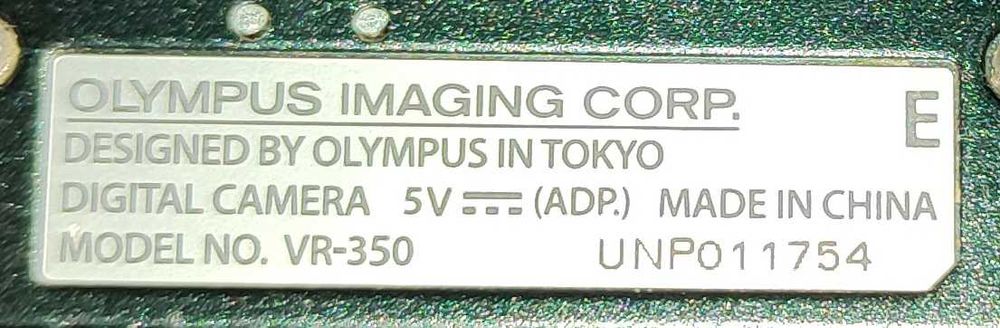 OLYMPUS IMAGING CORP. E
DESIGNED BY OLYMPUS IN TOKYO
DIGITAL CAMERA 5V ⎓ (ADP.) MADE IN CHINA
MODEL NO. VR-350 UNP011754